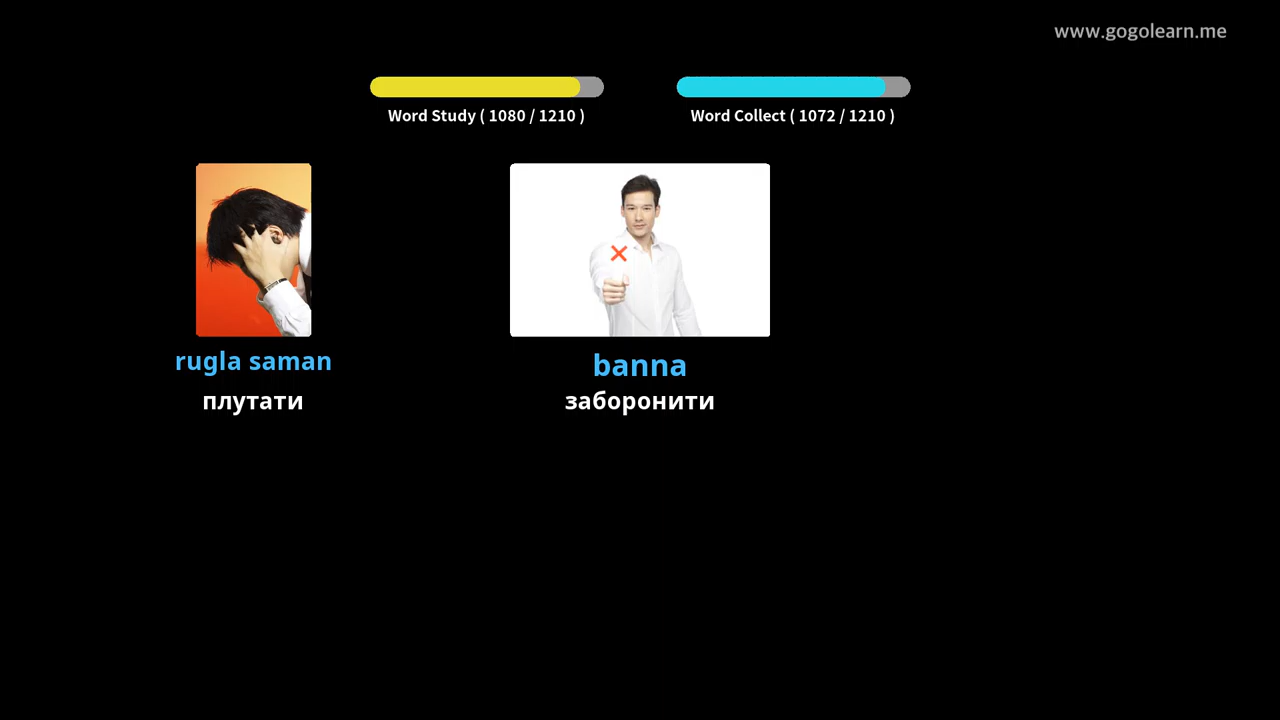 www.gogolearn.me
Word Study ( 1080 / 1210 )
Word Collect ( 1072 / 1210 )
rugla saman
плутати
banna
заборонити